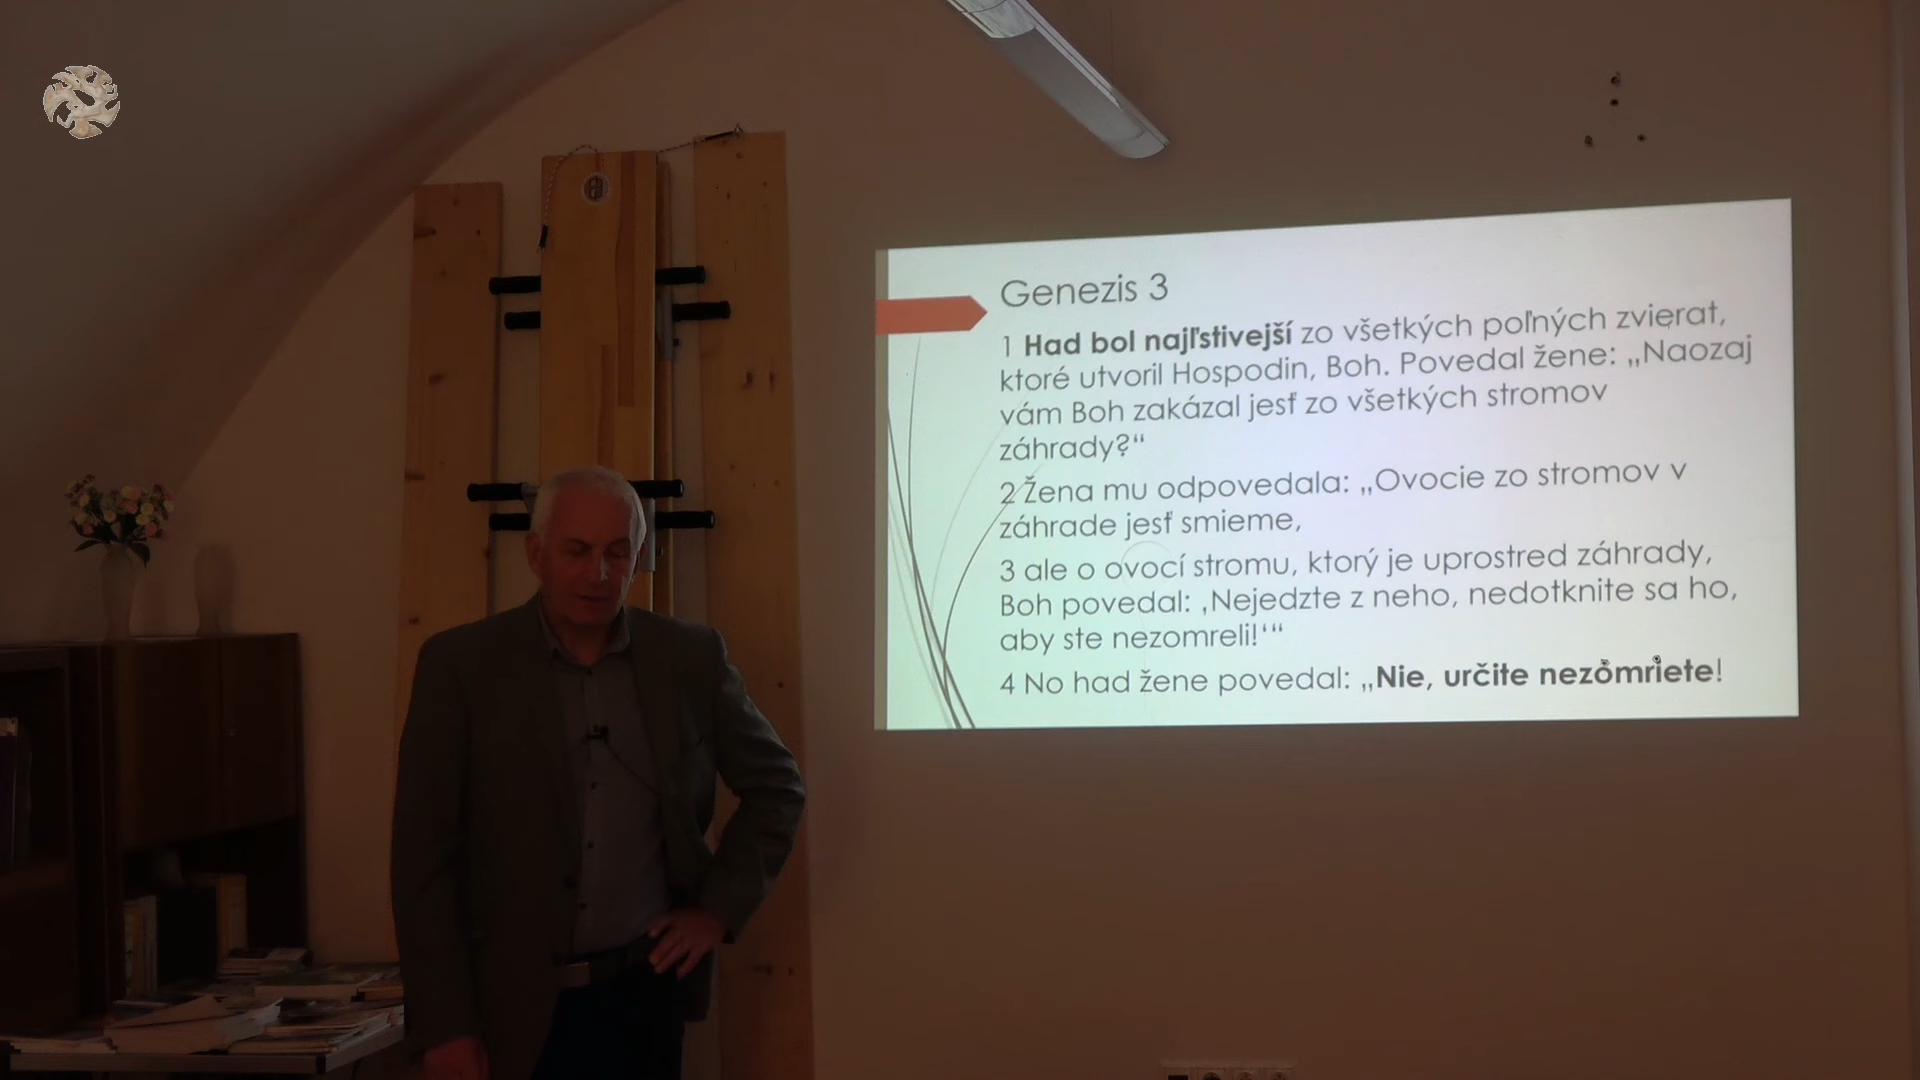 Genezis 3
1 Had bol najľstivejší zo všetkých poľných zvierat,
ktoré utvoril Hospodin, Boh. Povedal žene: „Naozaj
vám Boh zakázal jesť zo všetkých stromov
záhrady?“
2 Žena mu odpovedala: „Ovocie zo stromov v
záhrade jesť smieme,
3 ale o ovocí stromu, ktorý je uprostred záhrady,
Boh povedal: ‚Nejedzte z neho, nedotknite sa ho,
aby ste nezomreli!‘“
4 No had žene povedal: „Nie, určite nezomriete!